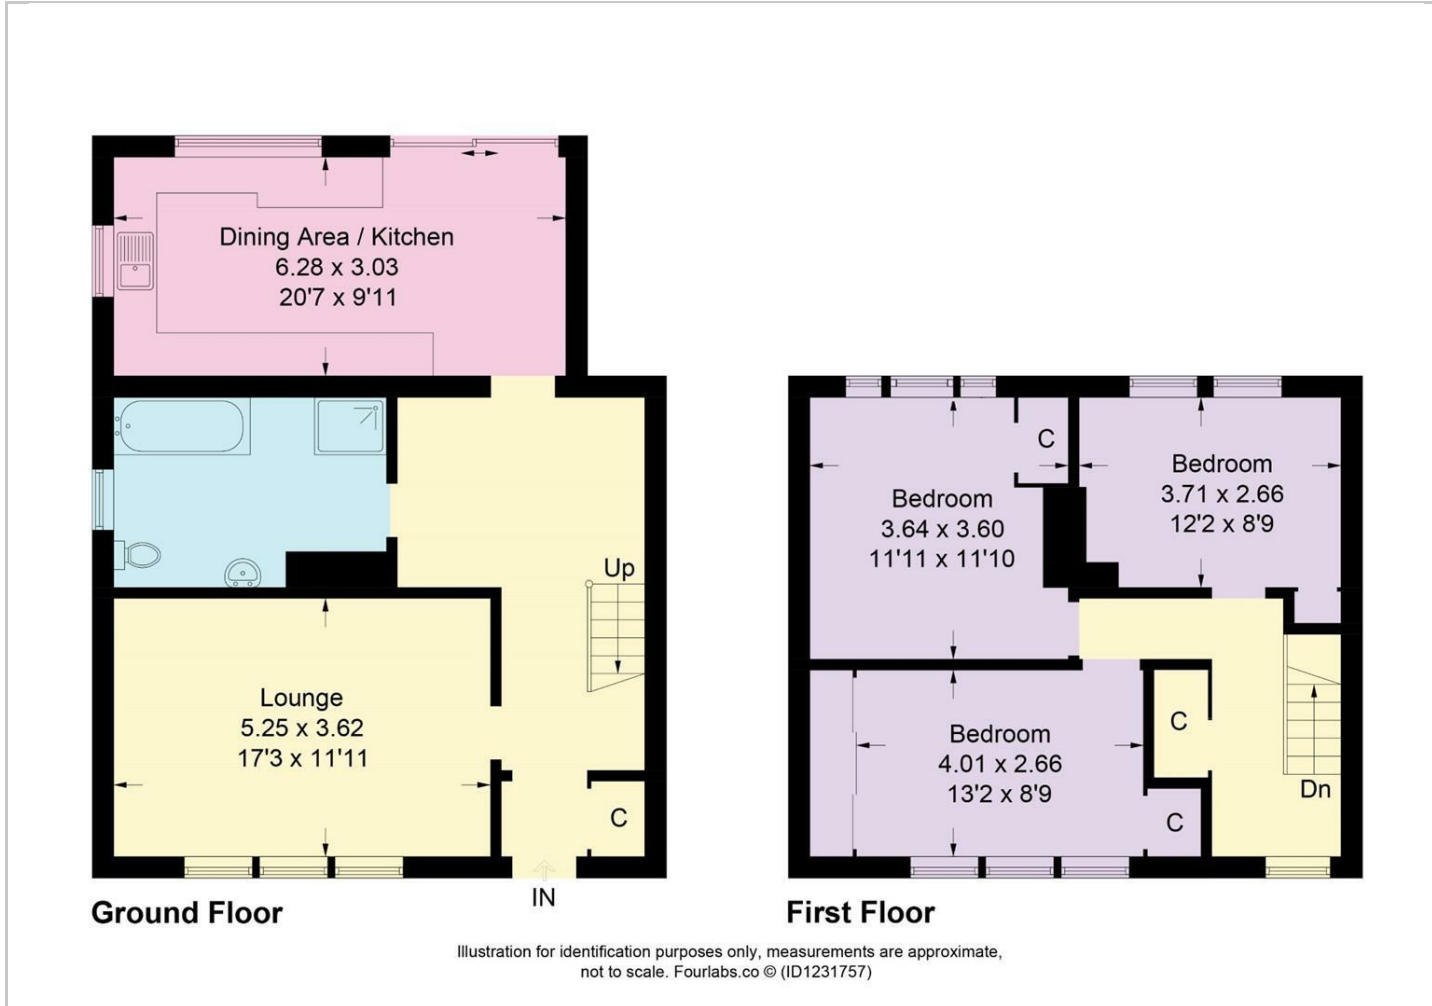 Dining Area / Kitchen
6.28 x 3.03
20'7 x 9'11
Up
Lounge
5.25 x 3.62
17'3 x 11'11
C
IN
Ground Floor
C
Bedroom
3.64 x 3.60
11'11 x 11'10
Bedroom
3.71 x 2.66
12'2 x 8'9
Bedroom
4.01 x 2.66
13'2 x 8'9
C
C
Dn
First Floor
Illustration for identification purposes only, measurements are approximate,
not to scale. Fourlabs.co © (ID1231757)